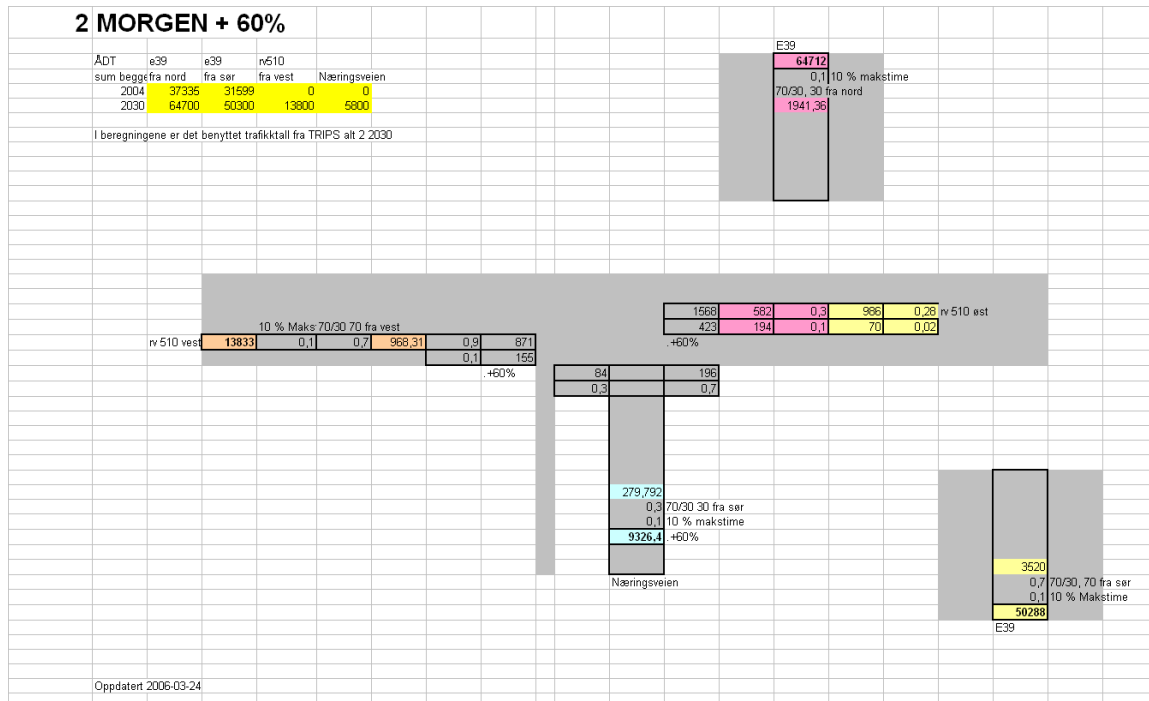 2 MORGEN + 60%
E39
ÅDT e39 e39 rv510 64712
sum begge fra nord fra sør fra vest Næringsveien 0,1 10 % makstime
2004 37335 31599 0 0 70/30, 30 fra nord
2030 64700 50300 13800 5800 1941,36
I beregningene er det benyttet trafikktall fra TRIPS alt 2 2030
1568 582 0,3 986 0,28 rv 510 øst
10 % Maks 70/30 70 fra vest 423 194 0,1 70 0,02
rv 510 vest 13833 0,1 0,7 968,31 0,9 871 .+60%
0,1 155
.+60% 84 196
0,3 0,7
279,792
0,3 70/30 30 fra sør
0,1 10 % makstime
9326,4 .+60%
Næringsveien
3520
0,7 70/30, 70 fra sør
0,1 10 % Makstime
50288
E39
Oppdatert 2006-03-24